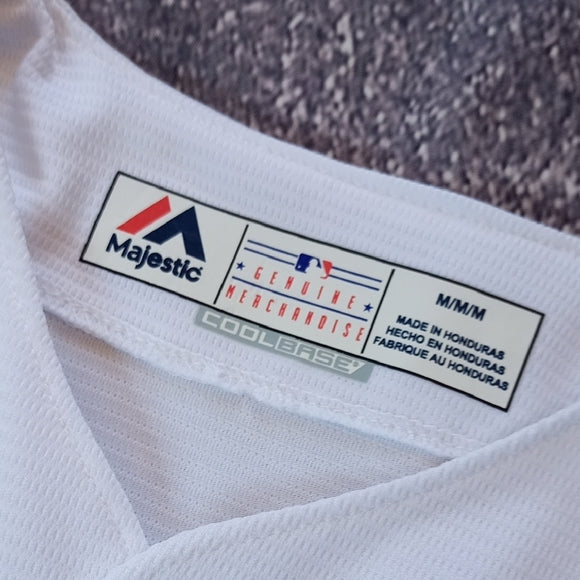 Majestic
GENUINE
MERCHANDISE
COOLBASE
M/M/M
MADE IN HONDURAS
HECHO EN HONDURAS
FABRIQUE AU HONDURAS